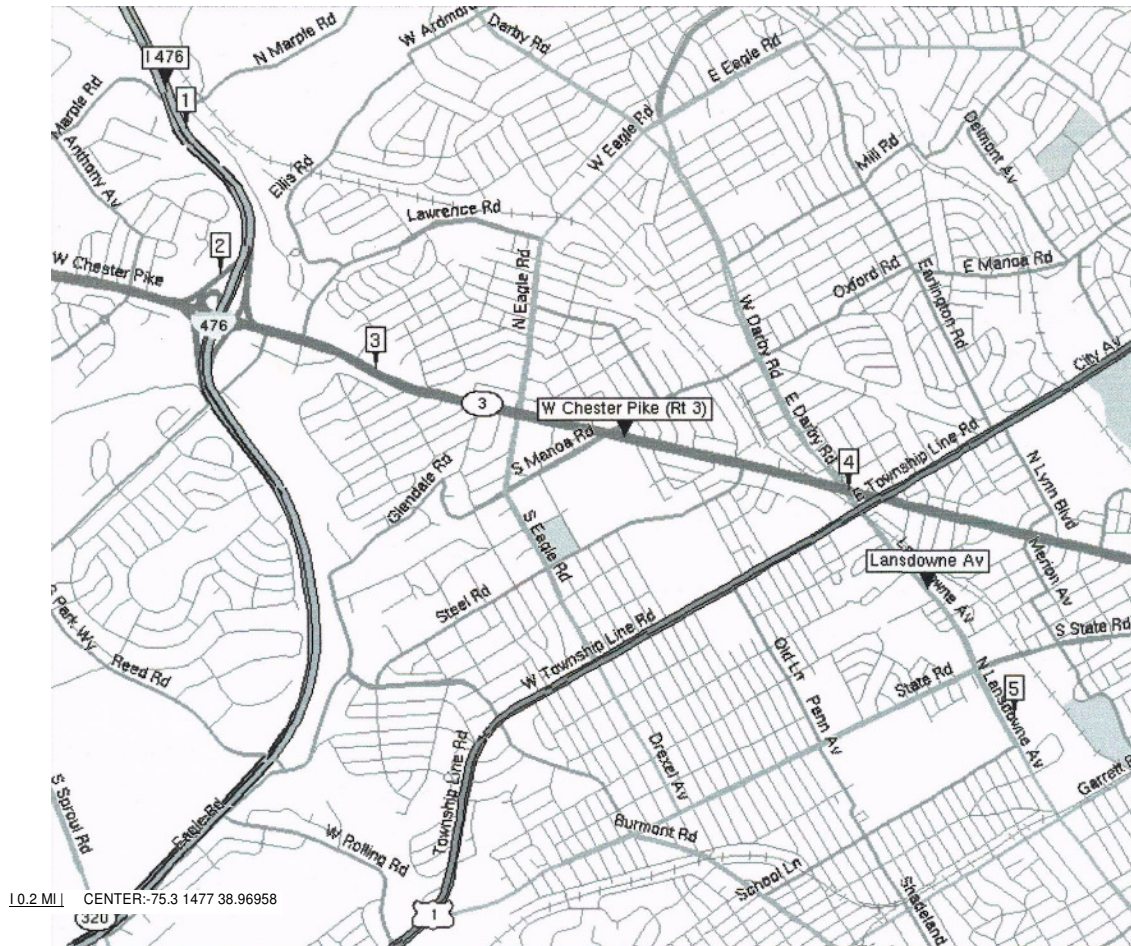 N Marple Rd
W Ardmore
Darby Rd
E Eagle Rd
I 476
1
Marple Rd
Anthony Av
W Eagle Rd
Mill Rd
Delmont Av
Ellis Rd
Lawrence Rd
2
W Chester Pike
N Eagle Rd
Oxford Rd
E Manoa Rd
Earlington Rd
476
3
W Darby Rd
City Av
3
W Chester Pike (Rt 3)
E Darby Rd
S Manoa Rd
4
Township Line Rd
Glendale Rd
N Lynn Blvd
S Eagle Rd
Merion Av
Lansdowne Av
Lansdowne Av
Steel Rd
S Park Wy
Reed Rd
W Township Line Rd
Old Ln
S State Rd
State Rd
N Lansdowne Av
5
Penn Av
Drexel Av
Township Line Rd
Garrett
S Sproul Rd
Eagle Rd
W Rolling Rd
Burmont Rd
School Ln
Shadeland
I 0.2 MI | CENTER:-75.3 1477 38.96958
320
1